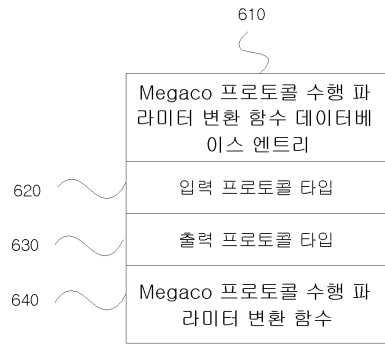 610
Megaco 프로토콜 수행 파
라미터 변환 함수 데이터베
이스 엔트리
620
입력 프로토콜 타입
630
출력 프로토콜 타입
640
Megaco 프로토콜 수행 파
라미터 변환 함수